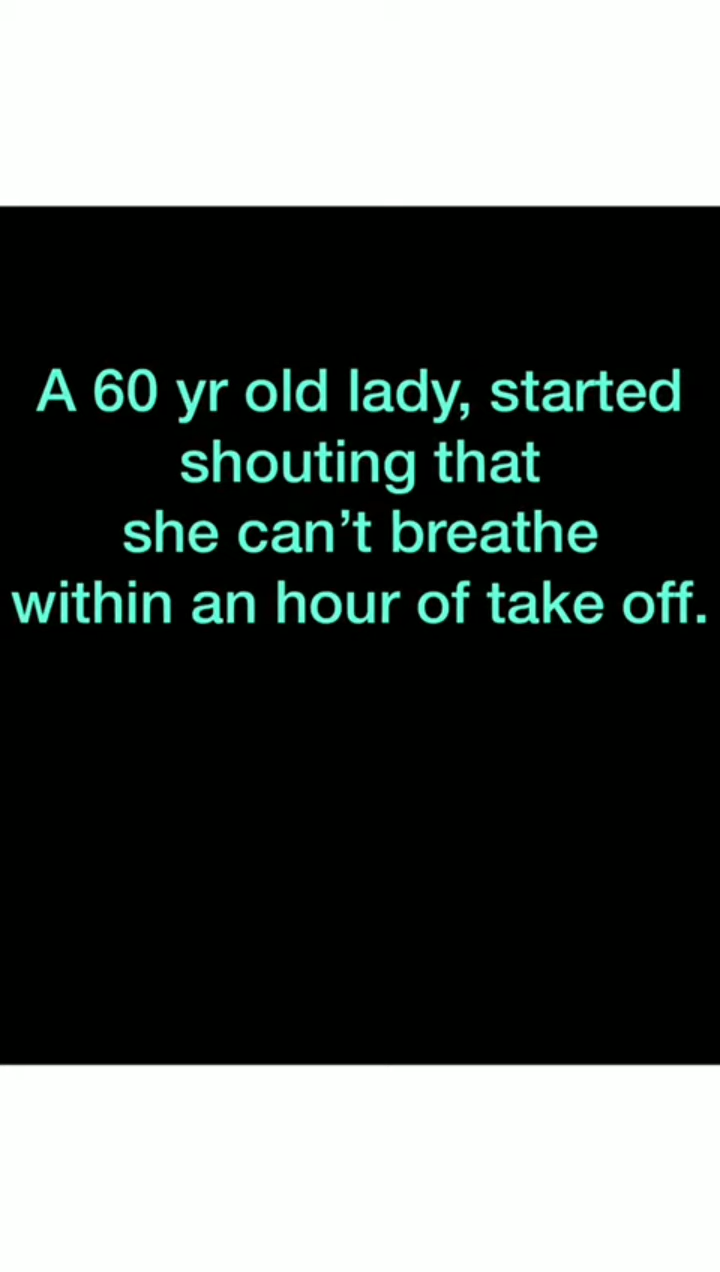 A 60 yr old lady, started
shouting that
she can’t breathe
within an hour of take off.